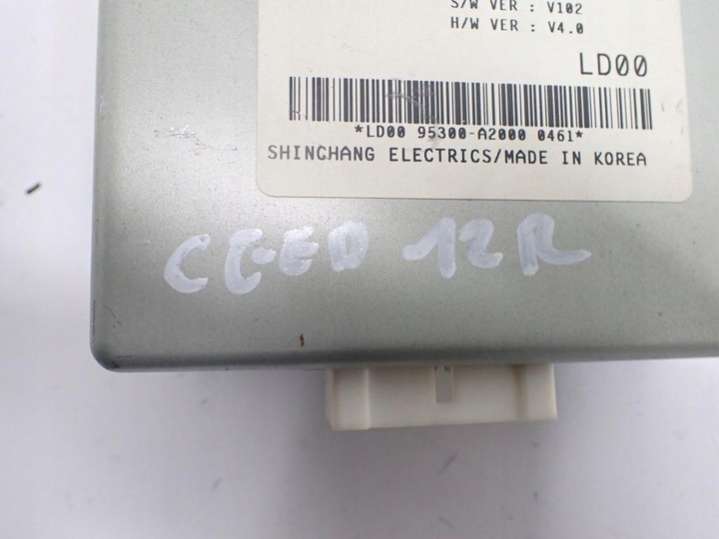 S/W VER : V102
H/W VER : V4.0
LD00
*LD00 95300-A2000 0461*
SHINCHANG ELECTRICS/MADE IN KOREA
CEED 12R